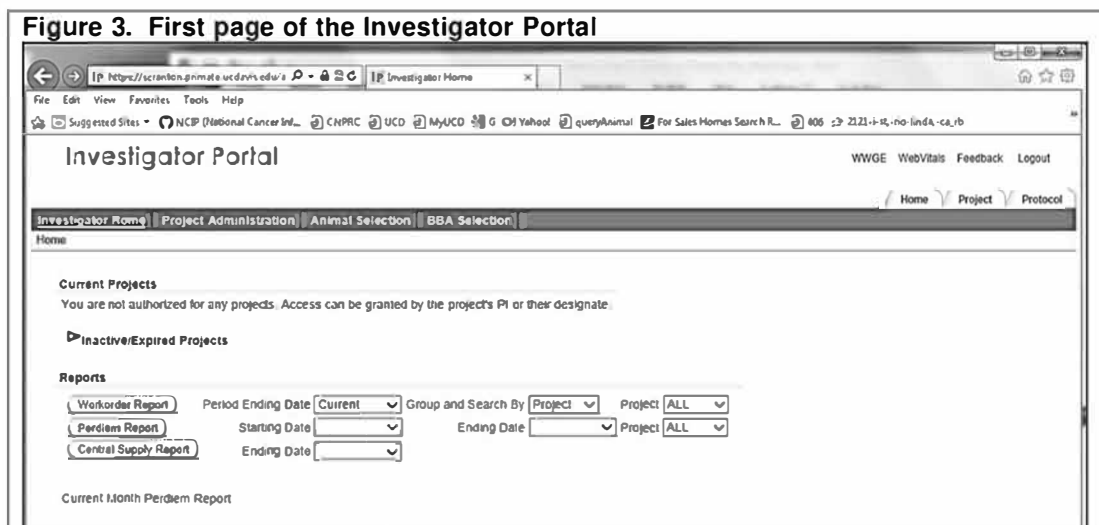 Figure 3. First page of the Investigator Portal
Investigator Home
File Edit View Favorites Tools Help
Suggested Sites NCIP (National Cancer Inf... CNPRC UCD MyUCD G Yahoo! queryAnimal For Sales Homes Search R...
Investigator Portal
WWGE WebVitals Feedback Logout
Home Project Protocol
Investigator Home Project Administration Animal Selection BBA Selection
Home
Current Projects
You are not authorized for any projects. Access can be granted by the project's PI or their designate.
Inactive/Expired Projects
Reports
Workorder Report Period Ending Date Current Group and Search By Project Project ALL
Perdiem Report Starting Date Ending Date Project ALL
Central Supply Report Ending Date
Current Month Perdiem Report